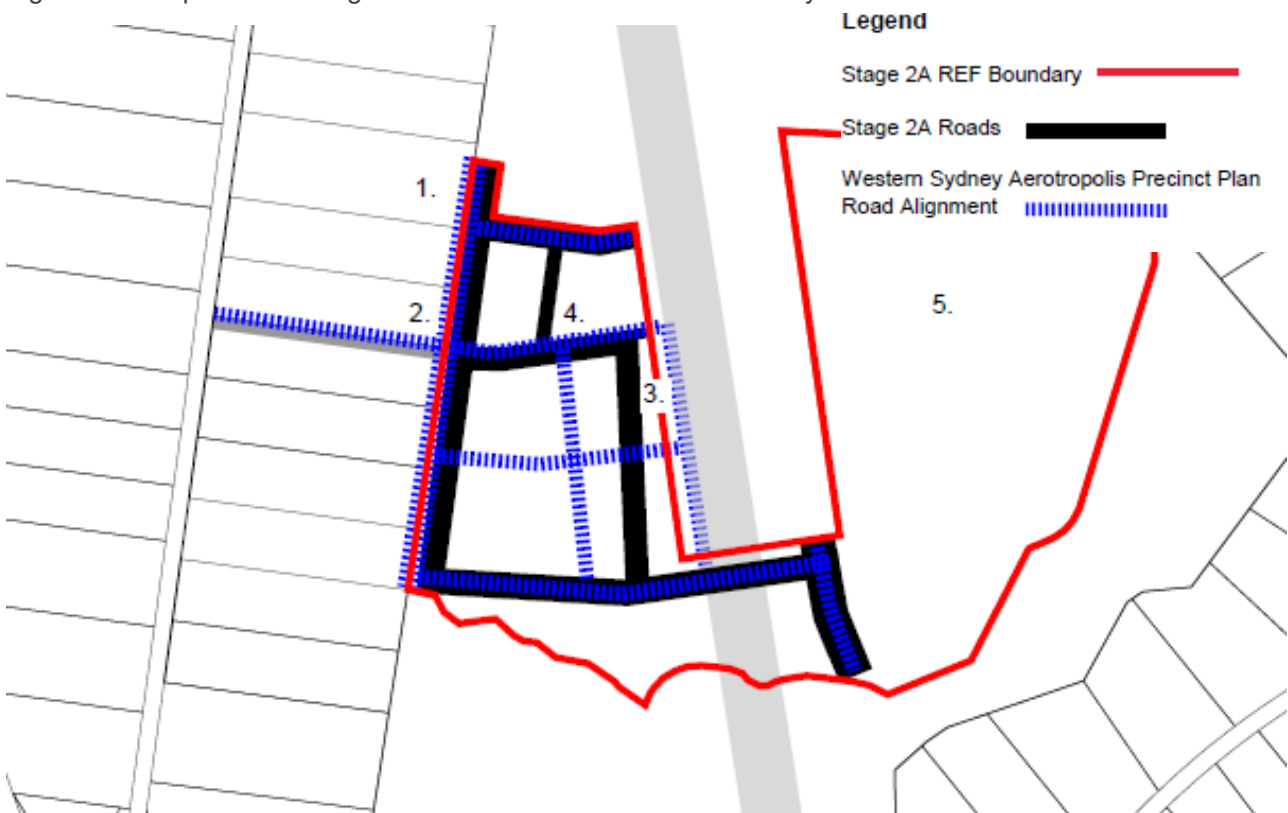 Legend
Stage 2A REF Boundary
Stage 2A Roads
Western Sydney Aerotropolis Precinct Plan
Road Alignment
1.
2.
4.
3.
5.